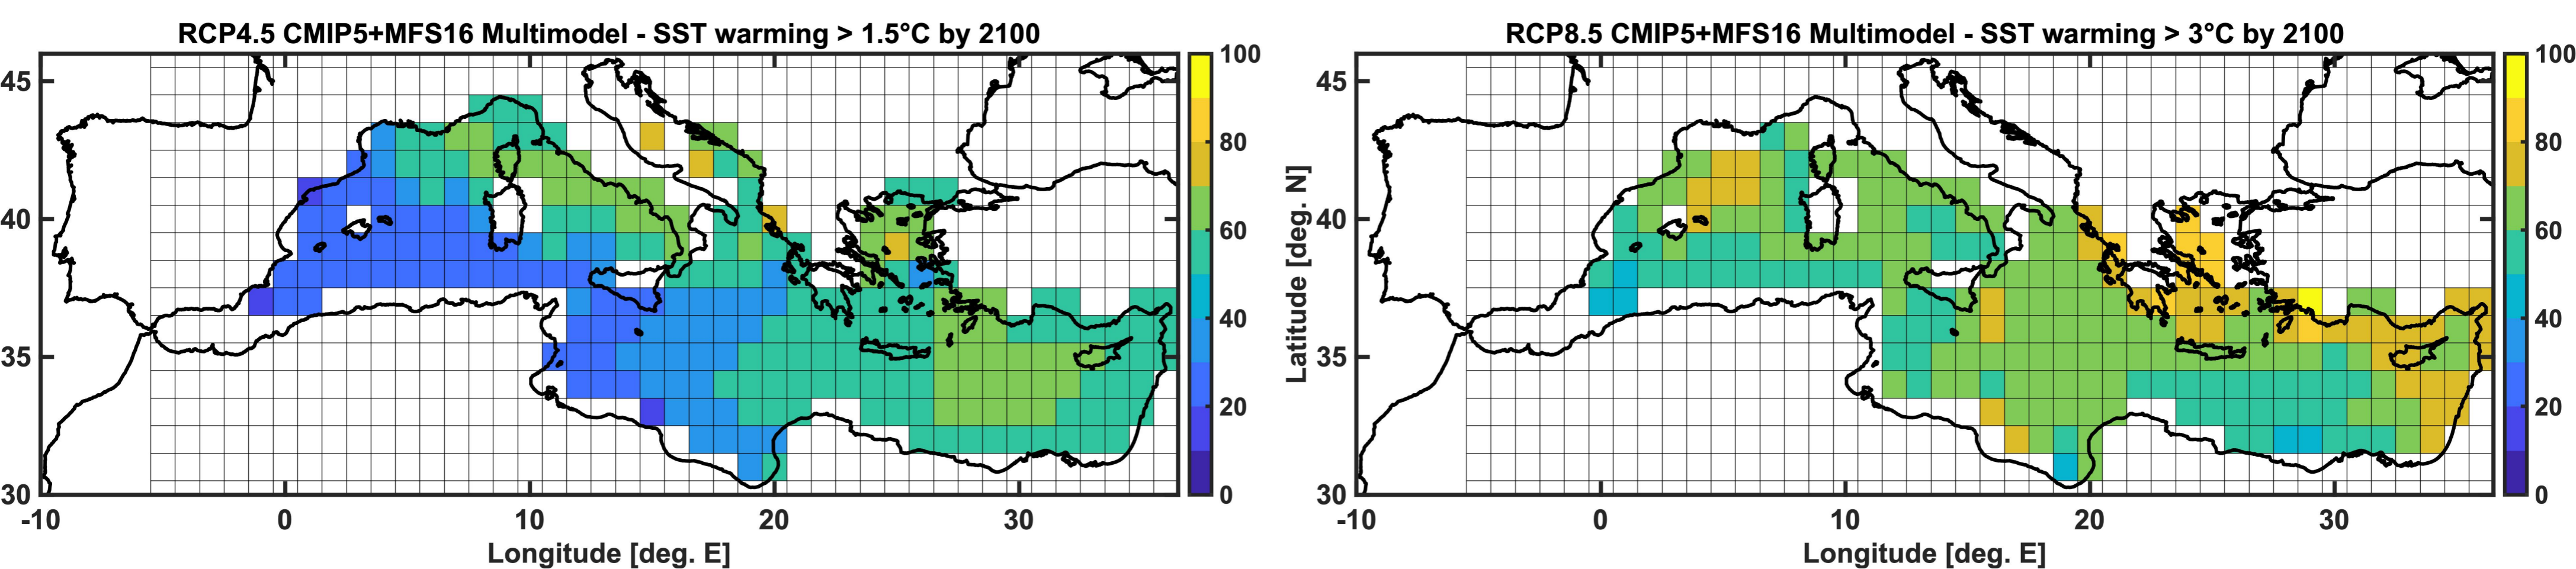 RCP4.5 CMIP5+MFS16 Multimodel - SST warming > 1.5°C by 2100
45
40
35
30
-10 0 10 20 30
Longitude [deg. E]
100
80
60
40
20
0
RCP8.5 CMIP5+MFS16 Multimodel - SST warming > 3°C by 2100
Latitude [deg. N]
45
40
35
30
-10 0 10 20 30
Longitude [deg. E]
100
80
60
40
20
0